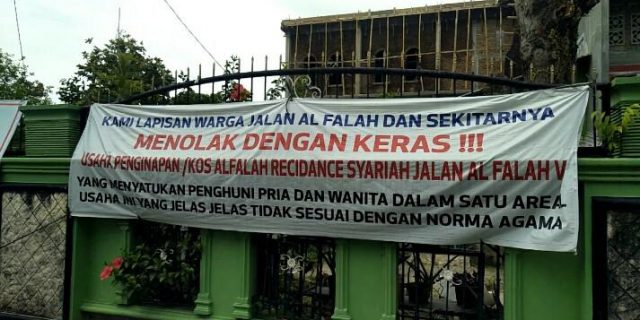 KAMI LAPISAN WARGA JALAN AL FALAH DAN SEKITARNYA
MENOLAK DENGAN KERAS !!!
USAHA PENGINAPAN /KOS ALFALAH RECIDANCE SYARIAH JALAN AL FALAH V
YANG MENYATUKAN PENGHUNI PRIA DAN WANITA DALAM SATU AREA
USAHA INI YANG JELAS JELAS TIDAK SESUAI DENGAN NORMA AGAMA